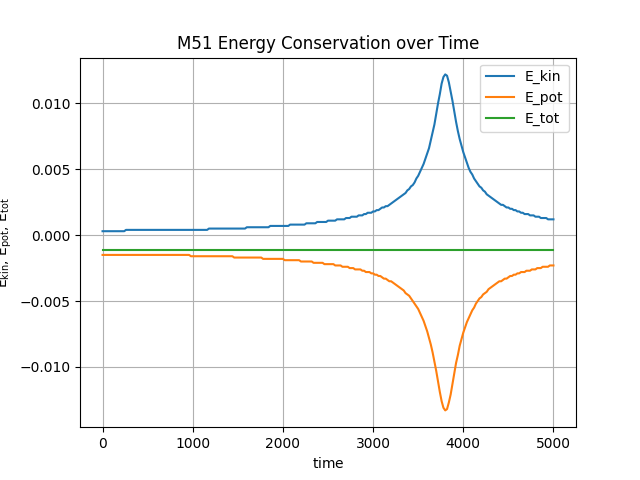 M51 Energy Conservation over Time
E_kin
E_pot
E_tot
0.010
0.005
0.000
−0.005
−0.010
Ekin, Epot, Etot
0 1000 2000 3000 4000 5000
time